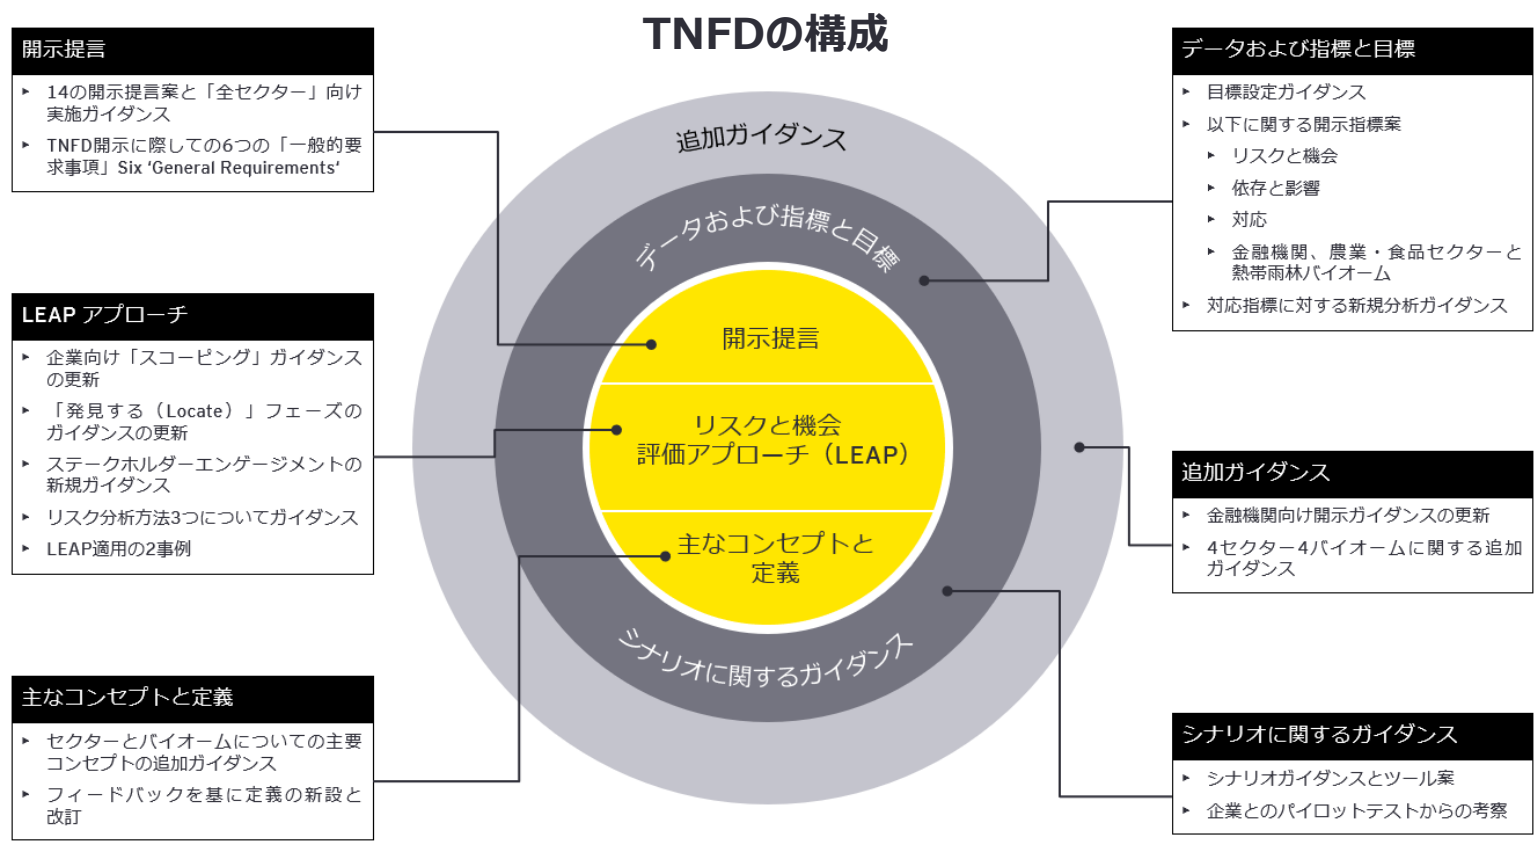 TNFDの構成
開示提言
14の開示提言案と「全セクター」向け
実施ガイダンス
TNFD開示に際しての6つの「一般的要
求事項」Six ‘General Requirements‘
LEAP アプローチ
企業向け「スコーピング」ガイダンス
の更新
「発見する（Locate）」フェーズの
ガイダンスの更新
ステークホルダーエンゲージメントの
新規ガイダンス
リスク分析方法3つについてガイダンス
LEAP適用の2事例
主なコンセプトと定義
セクターとバイオームについての主要
コンセプトの追加ガイダンス
フィードバックを基に定義の新設と
改訂
追加ガイダンス
データおよび指標と目標
開示提言
リスクと機会
評価アプローチ（LEAP）
主なコンセプトと
定義
シナリオに関するガイダンス
データおよび指標と目標
目標設定ガイダンス
以下に関する開示指標案
リスクと機会
依存と影響
対応
金融機関、農業・食品セクターと
熱帯雨林バイオーム
対応指標に対する新規分析ガイダンス
追加ガイダンス
金融機関向け開示ガイダンスの更新
4セクター4バイオームに関する追加
ガイダンス
シナリオに関するガイダンス
シナリオガイダンスとツール案
企業とのパイロットテストからの考察